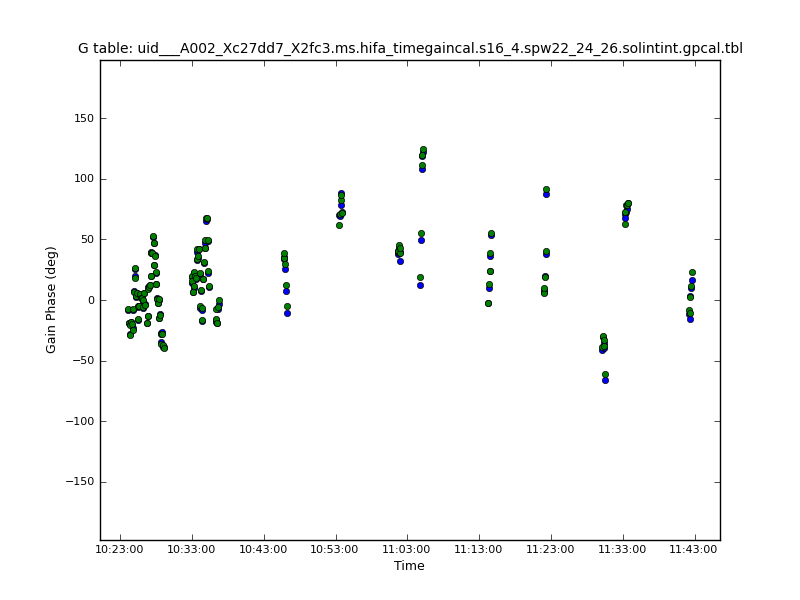 G table: uid___A002_Xc27dd7_X2fc3.ms.hifa_timegaincal.s16_4.spw22_24_26.solintint.gpcal.tbl
150
100
50
0
−50
−100
−150
Gain Phase (deg)
10:23:00 10:33:00 10:43:00 10:53:00 11:03:00 11:13:00 11:23:00 11:33:00 11:43:00
Time